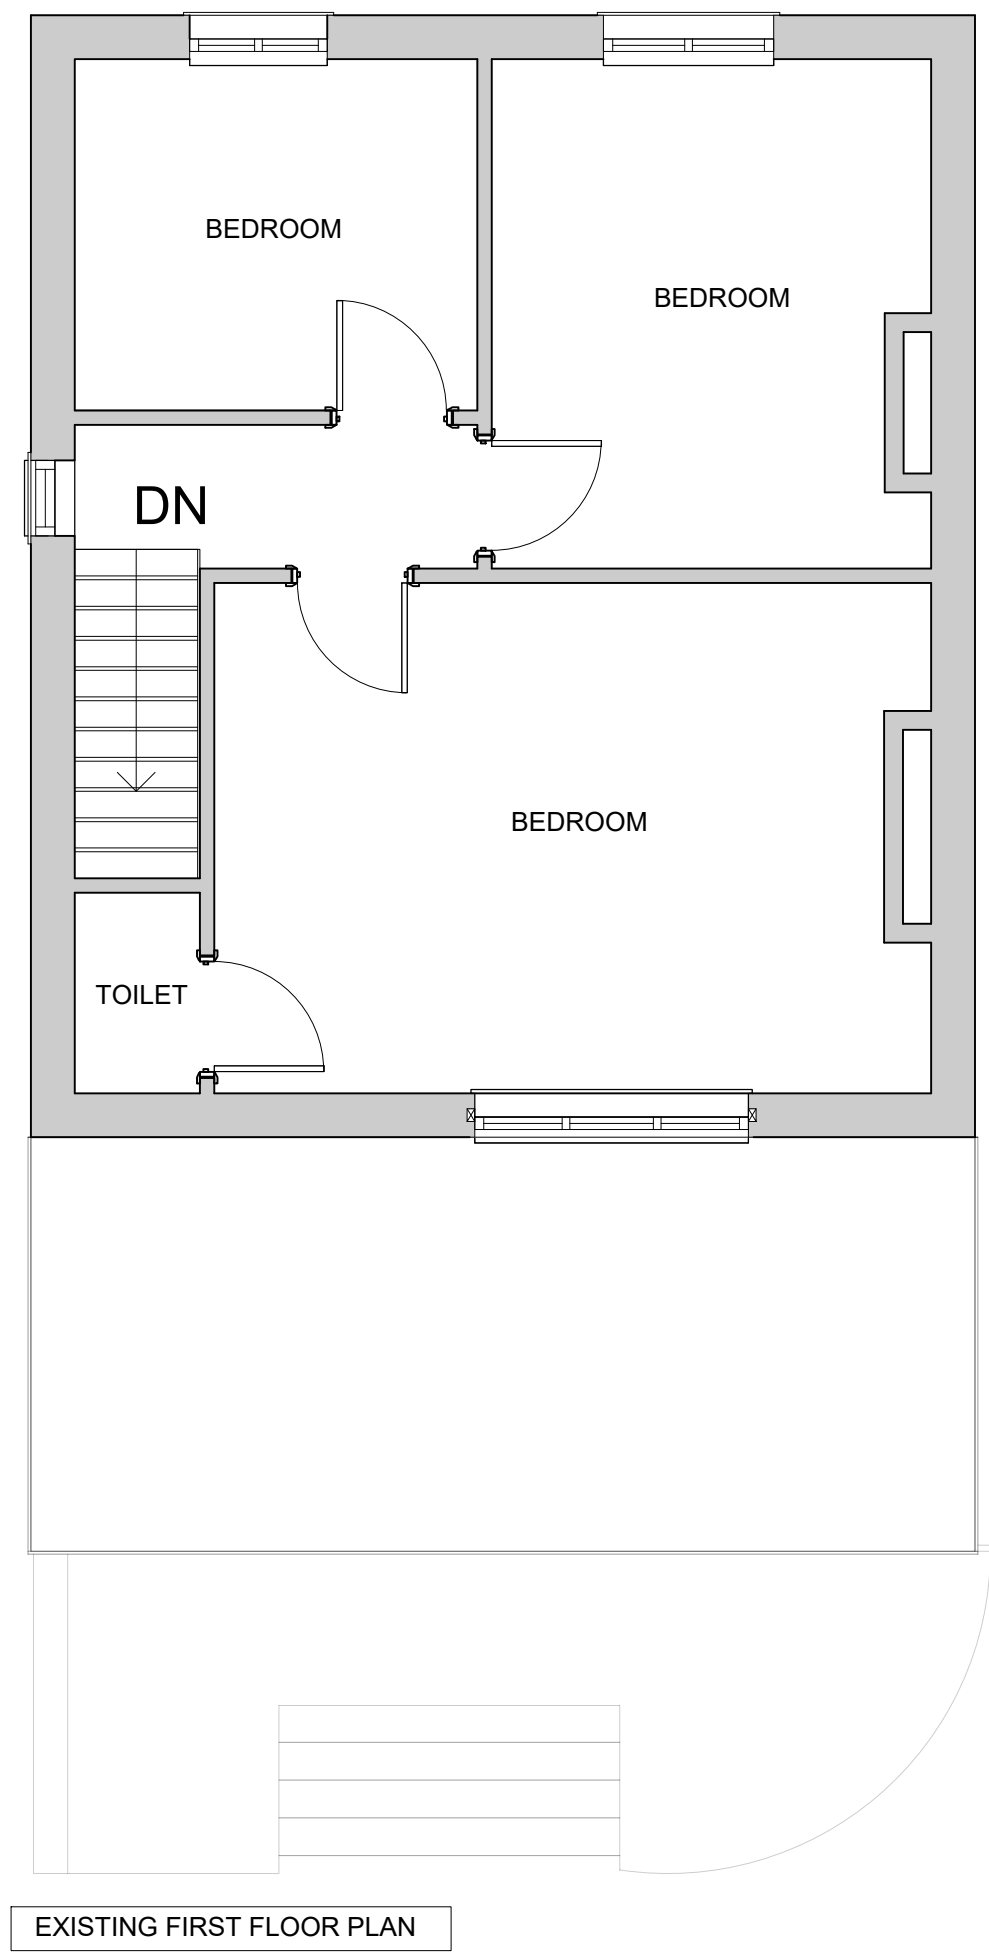 BEDROOM
BEDROOM
DN
BEDROOM
TOILET
EXISTING FIRST FLOOR PLAN